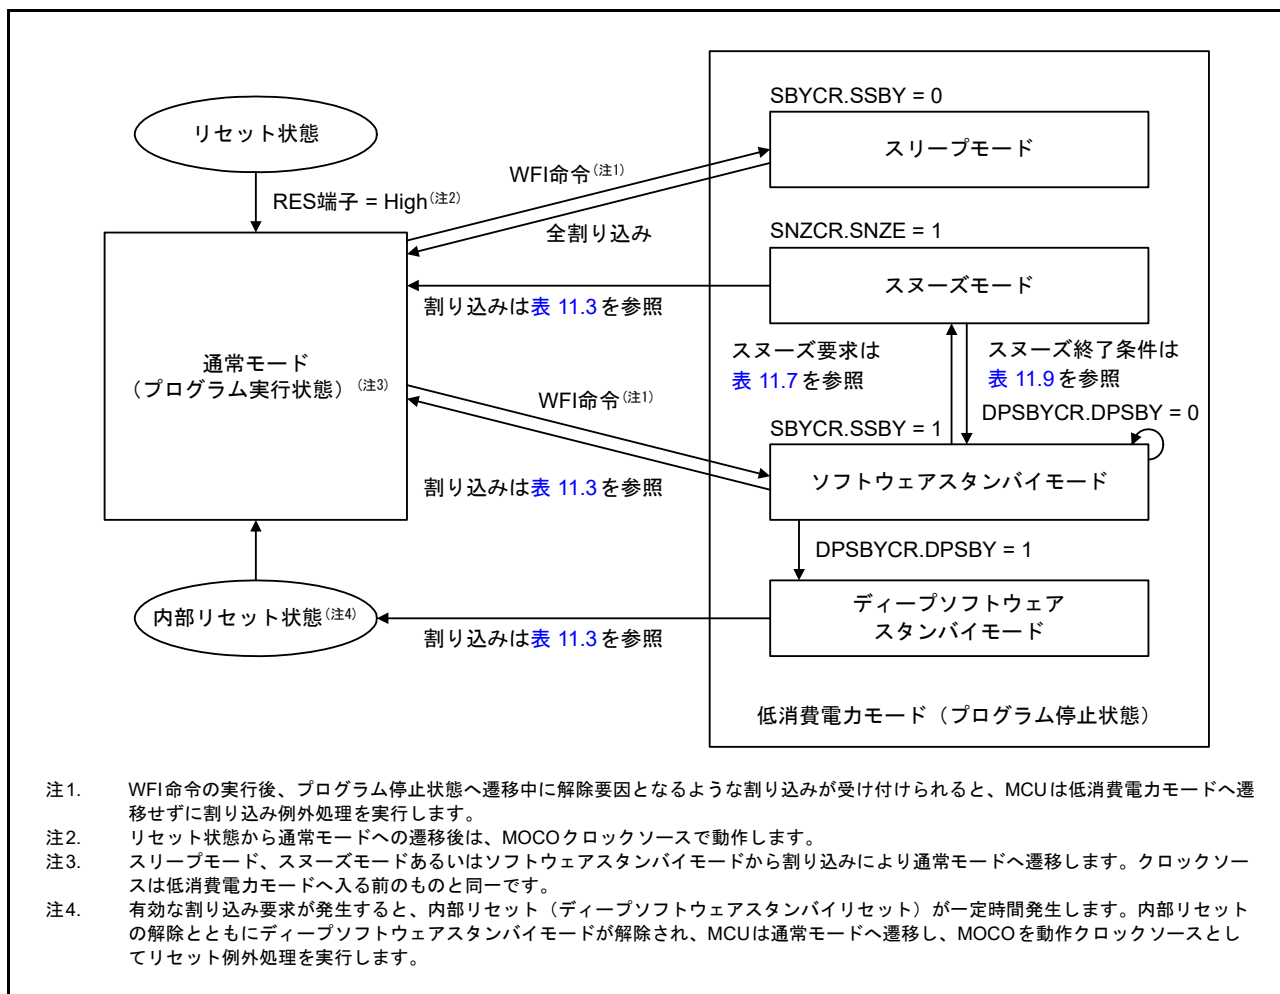 リセット状態
RES端子 = High(注2)
通常モード
（プログラム実行状態）(注3)
内部リセット状態(注4)
WFI命令(注1)
全割り込み
割り込みは表 11.3を参照
WFI命令(注1)
割り込みは表 11.3を参照
割り込みは表 11.3を参照
SBYCR.SSBY = 0
スリープモード
SNZCR.SNZE = 1
スヌーズモード
スヌーズ要求は
表 11.7を参照
スヌーズ終了条件は
表 11.9を参照
DPSBYCR.DPSBY = 0
SBYCR.SSBY = 1
ソフトウェアスタンバイモード
DPSBYCR.DPSBY = 1
ディープソフトウェア
スタンバイモード
低消費電力モード（プログラム停止状態）
注1. WFI命令の実行後、プログラム停止状態へ遷移中に解除要因となるような割り込みが受け付けられると、MCUは低消費電力モードへ遷
移せずに割り込み例外処理を実行します。
注2. リセット状態から通常モードへの遷移後は、MOCOクロックソースで動作します。
注3. スリープモード、スヌーズモードあるいはソフトウェアスタンバイモードから割り込みにより通常モードへ遷移します。クロックソー
スは低消費電力モードへ入る前のものと同一です。
注4. 有効な割り込み要求が発生すると、内部リセット（ディープソフトウェアスタンバイリセット）が一定時間発生します。内部リセット
の解除とともにディープソフトウェアスタンバイモードが解除され、MCUは通常モードへ遷移し、MOCOを動作クロックソースとし
てリセット例外処理を実行します。